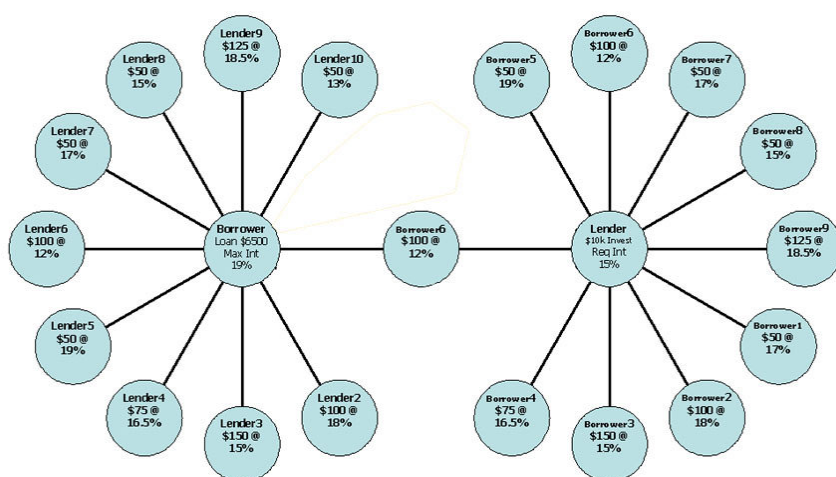 Lender9
$125 @
18.5%
Lender8
$50 @
15%
Lender10
$50 @
13%
Lender7
$50 @
17%
Lender6
$100 @
12%
Borrower
Loan $6500
Max Int
19%
Lender5
$50 @
19%
Lender4
$75 @
16.5%
Lender3
$150 @
15%
Lender2
$100 @
18%
Borrower6
$100 @
12%
Borrower6
$100 @
12%
Borrower5
$50 @
19%
Borrower7
$50 @
17%
Borrower8
$50 @
15%
Lender
$10k Invest
Req Int
15%
Borrower9
$125 @
18.5%
Borrower1
$50 @
17%
Borrower4
$75 @
16.5%
Borrower3
$150 @
15%
Borrower2
$100 @
18%